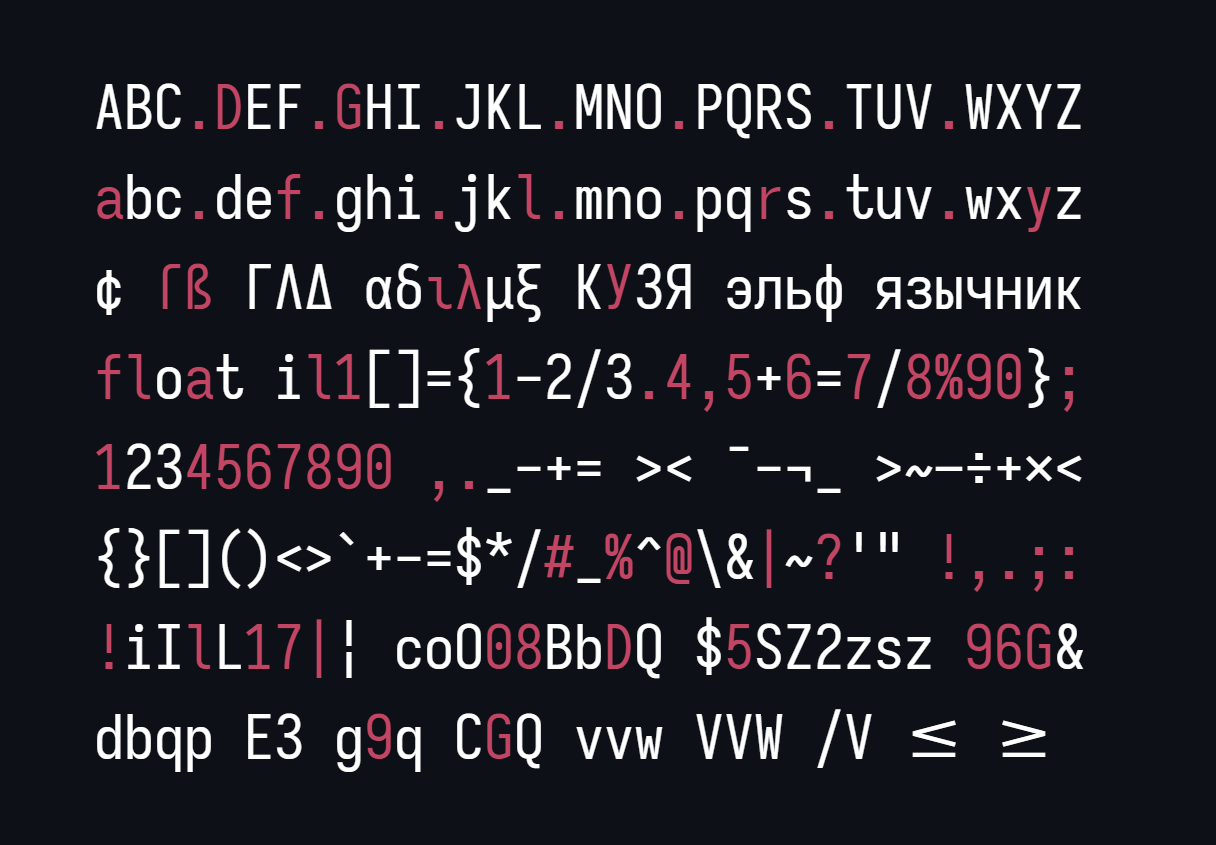 ABC.DEF.GHI.JKL.MNO.PQRS.TUV.WXYZ
abc.def.ghi.jkl.mno.pqrs.tuv.wxyz
¢ ſß ΓΛΔ αδιλμξ КУЗЯ эльф язычник
float il1[]={1-2/3.4,5+6=7/8%90};
1234567890 ,._-+= >< ¯-¬_ >~–÷+×<
{}[]()<>`+-=$*/#_%^@\&|~?'" !,.;:
!iIlL17|¦ coO08BbDQ $5SZ2zsz 96G&
dbqp E3 g9q CGQ vvw VVW /V ≤ ≥